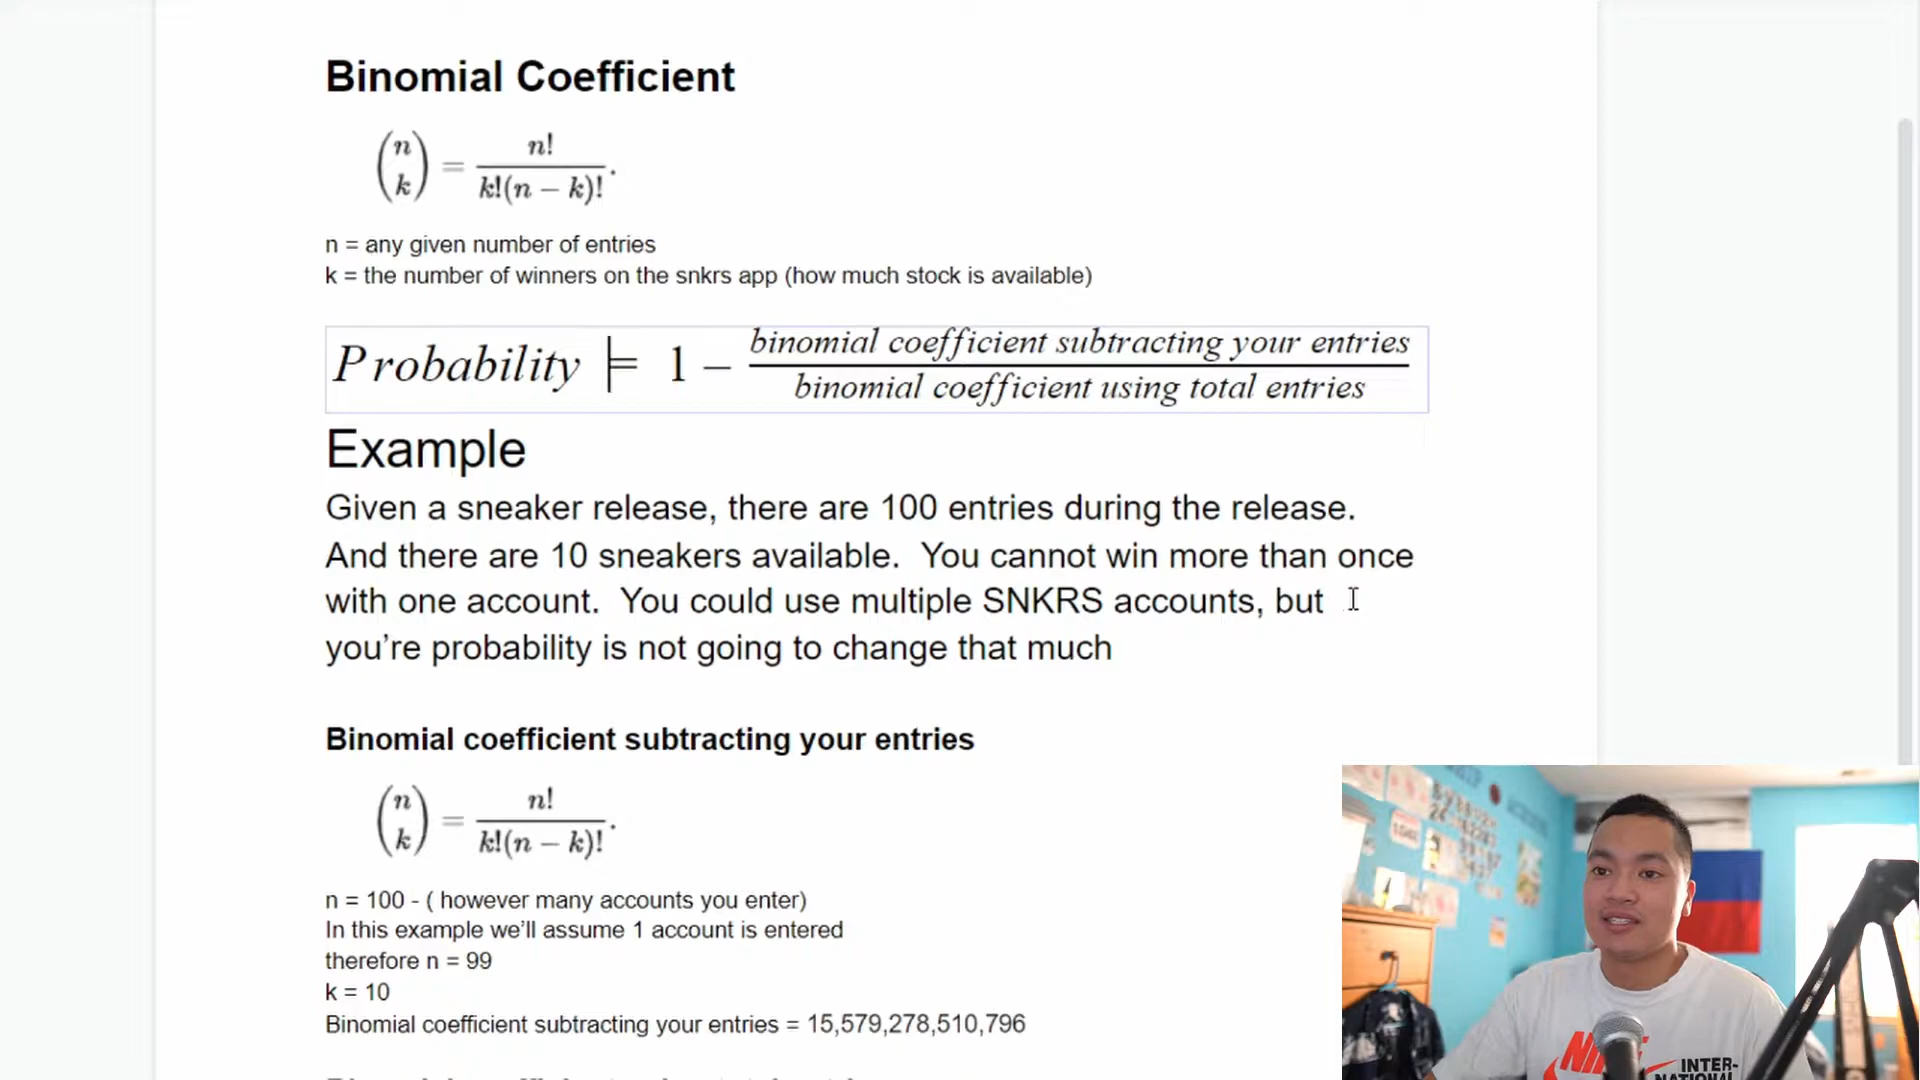 Binomial Coefficient
(n k) = n! / k!(n − k)! .
n = any given number of entries
k = the number of winners on the snkrs app (how much stock is available)
Probability = 1 − binomial coefficient subtracting your entries / binomial coefficient using total entries
Example
Given a sneaker release, there are 100 entries during the release.
And there are 10 sneakers available.  You cannot win more than once
with one account.  You could use multiple SNKRS accounts, but
you’re probability is not going to change that much
Binomial coefficient subtracting your entries
(n k) = n! / k!(n − k)! .
n = 100 - ( however many accounts you enter)
In this example we’ll assume 1 account is entered
therefore n = 99
k = 10
Binomial coefficient subtracting your entries = 15,579,278,510,796
NIKE
INTER-
NATIONAL